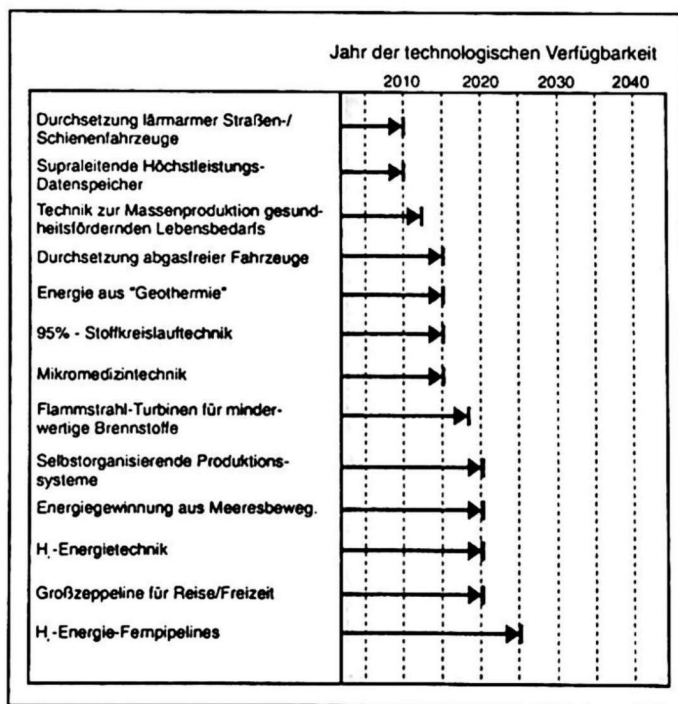 Jahr der technologischen Verfügbarkeit
2010 2020 2030 2040
Durchsetzung lärmarmer Straßen-/
Schienenfahrzeuge
Supraleitende Höchstleistungs-
Datenspeicher
Technik zur Massenproduktion gesund-
heitsfördernden Lebensbedarfs
Durchsetzung abgasfreier Fahrzeuge
Energie aus "Geothermie"
95% - Stoffkreislauftechnik
Mikromedizintechnik
Flammstrahl-Turbinen für minder-
wertige Brennstoffe
Selbstorganisierende Produktions-
systeme
Energiegewinnung aus Meeresbeweg.
H₂-Energietechnik
Großzeppeline für Reise/Freizeit
H₂-Energie-Fernpipelines